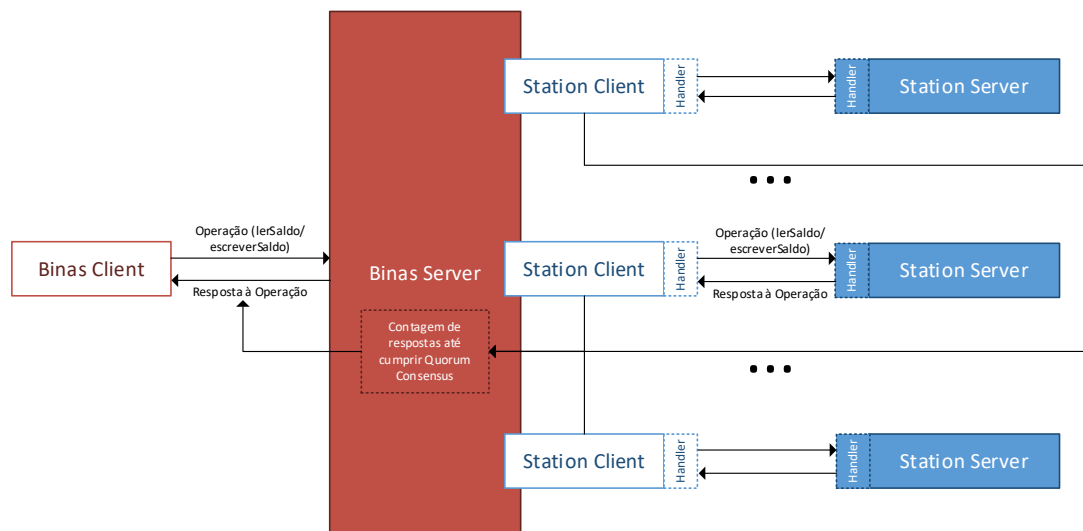 Station Client
Handler
Handler
Station Server
• • •
Operação (lerSaldo/
escreverSaldo)
Binas Client
Resposta à Operação
Binas Server
Station Client
Handler
Operação (lerSaldo/
escreverSaldo)
Resposta à Operação
Handler
Station Server
Contagem de
respostas até
cumprir Quorum
Consensus
• • •
Station Client
Handler
Handler
Station Server